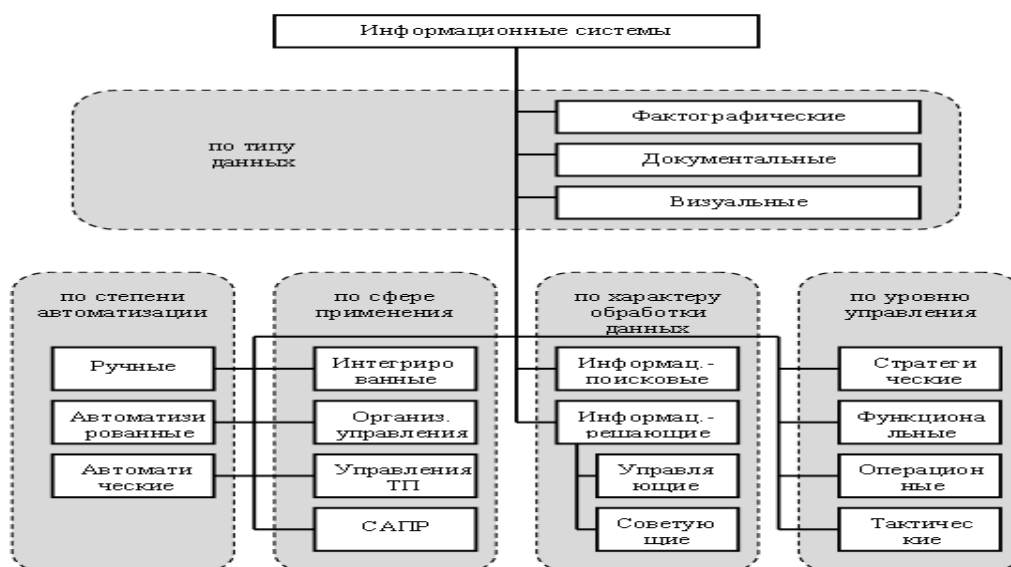 Информационные системы
по типу
данных
Фактографические
Документальные
Визуальные
по степени
автоматизации
Ручные
Автоматизи
рованные
Автомати
ческие
по сфере
применения
Интегриро
ванные
Организ.
управления
Управления
ТП
САПР
по характеру
обработки
данных
Информац.-
поисковые
Информац.-
решающие
Управля
ющие
Советую
щие
по уровню
управления
Стратеги
ческие
Функциона
льные
Операцион
ные
Тактичес
кие